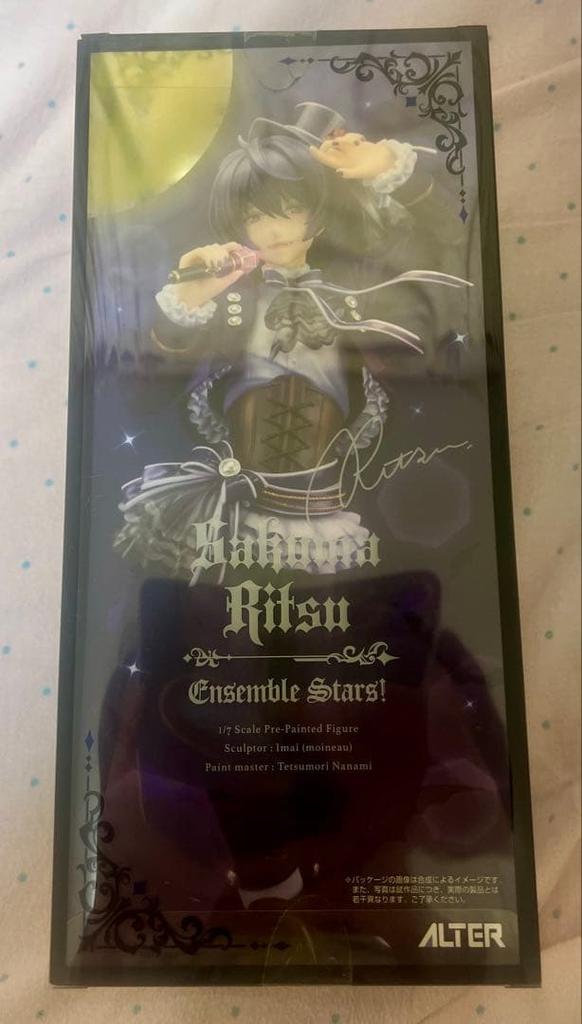 Ritsu
Sakuma
Ritsu
Ensemble Stars!
1/7 Scale Pre-Painted Figure
Sculptor : Imai (moineau)
Paint master : Tetsumori Nanami
※パッケージの画像は合成によるイメージです。
また、写真は試作品につき、実際の製品とは
若干異なります。ご了承ください。
ALTER